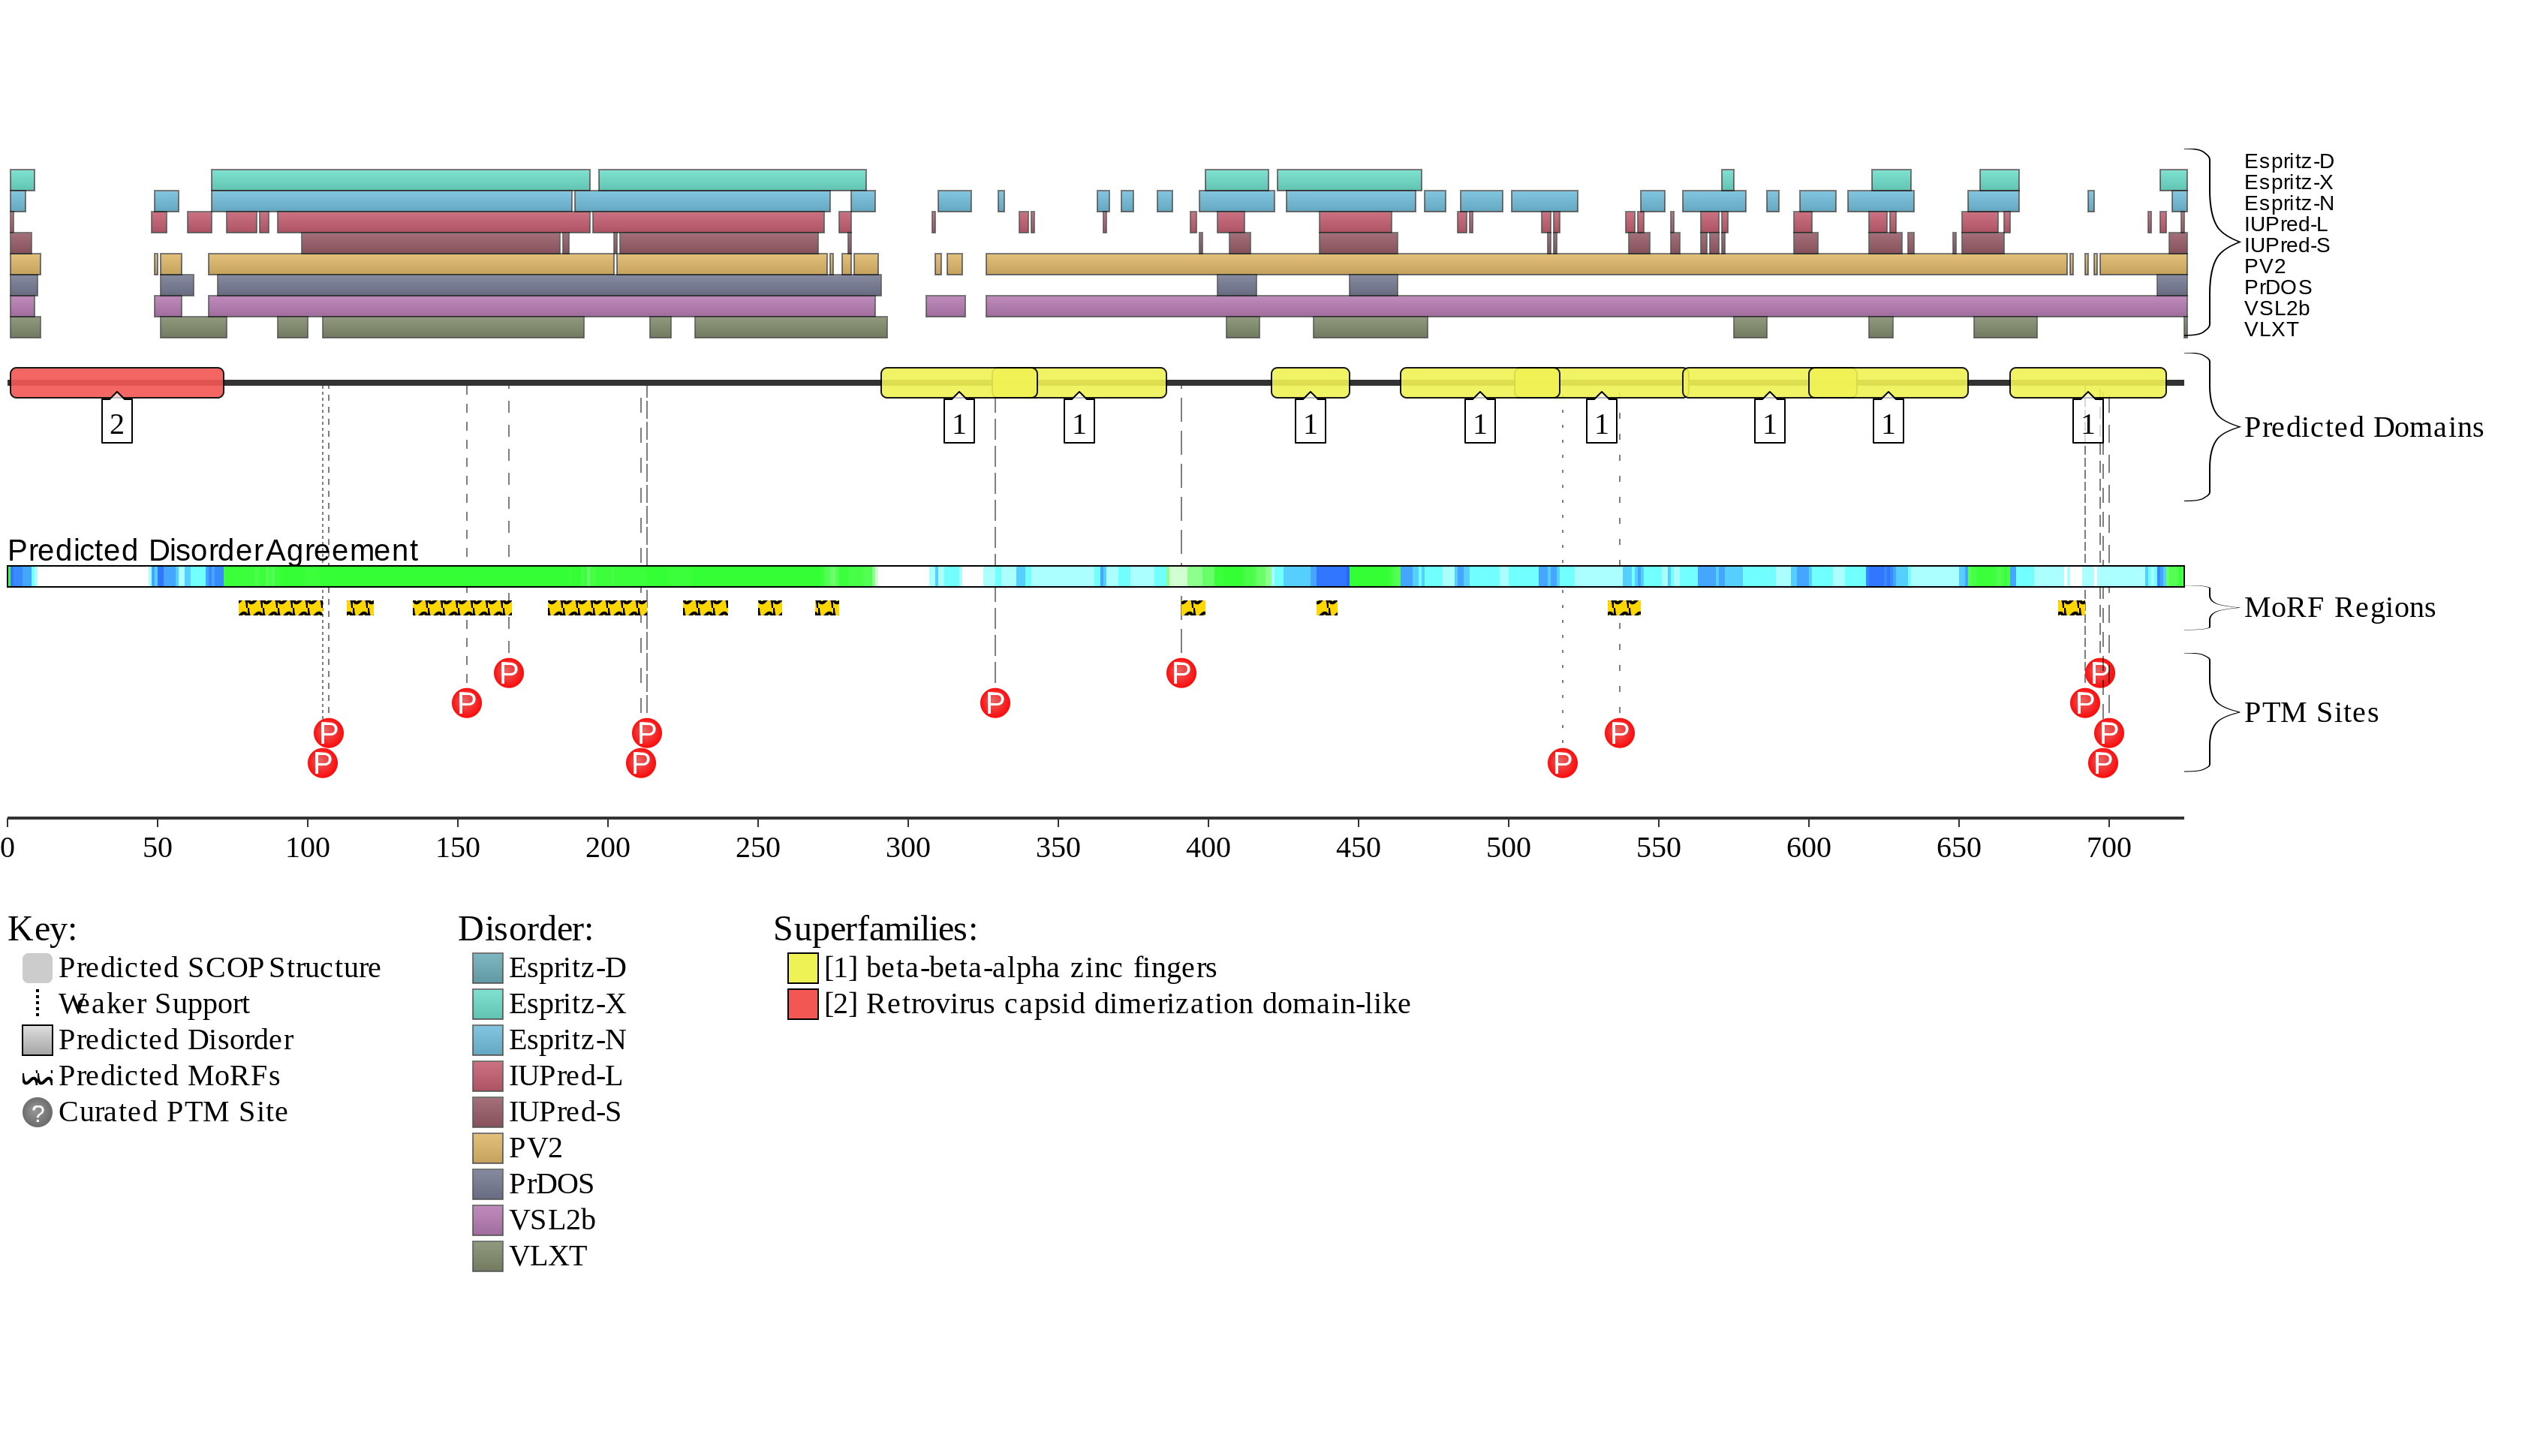 Espritz-D
Espritz-X
Espritz-N
IUPred-L
IUPred-S
PV2
PrDOS
VSL2b
VLXT
2 1 1 1 1 1 1 1 1
Predicted Domains
Predicted Disorder Agreement
MoRF Regions
P P P P
P P P
P P P P
P P P P
PTM Sites
0 50 100 150 200 250 300 350 400 450 500 550 600 650 700
Key:
Predicted SCOP Structure
Weaker Support
Predicted Disorder
Predicted MoRFs
? Curated PTM Site
Disorder:
Espritz-D
Espritz-X
Espritz-N
IUPred-L
IUPred-S
PV2
PrDOS
VSL2b
VLXT
Superfamilies:
[1] beta-beta-alpha zinc fingers
[2] Retrovirus capsid dimerization domain-like